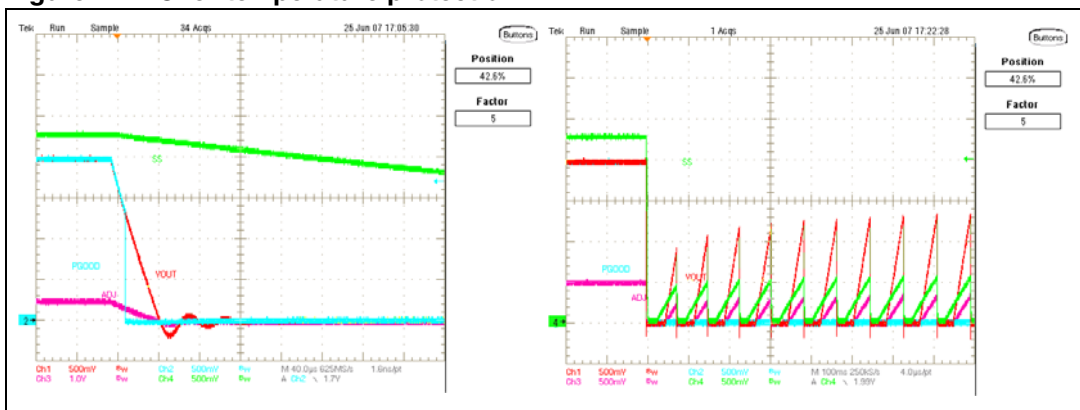 Tek Run Sample 34 Acqs 25 Jun 07 17:05:30
Buttons
Position
42.6%
Factor
5
SS
PGOOD
VOUT
ADJ
2
Ch1 500mV Ch2 500mV M 40.0µs 625MS/s 1.6ns/pt
Ch3 1.0V Ch4 500mV A Ch2 1.7V
Tek Run Sample 1 Acqs 25 Jun 07 17:22:28
Buttons
Position
42.6%
Factor
5
SS
PGOOD
VOUT
ADJ
4
Ch1 500mV Ch2 500mV M 100ms 250kS/s 4.0µs/pt
Ch3 500mV Ch4 500mV A Ch4 1.99V